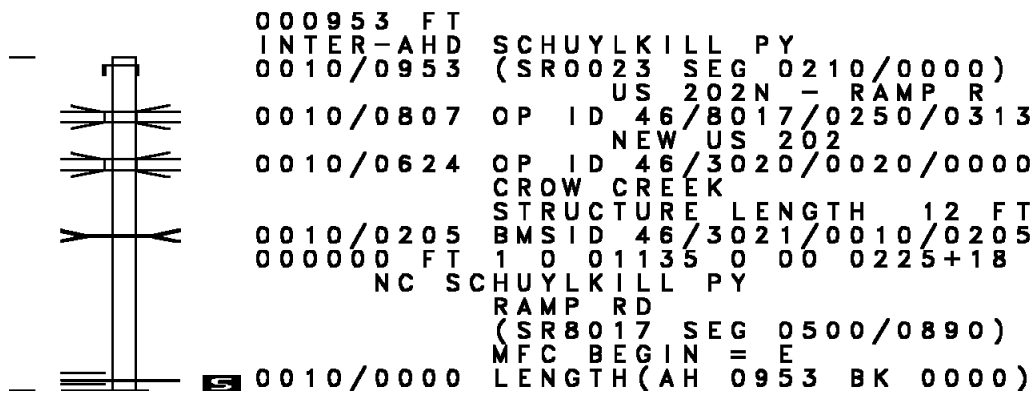 000953 FT
INTER-AHD SCHUYLKILL PY
0010/0953 (SR0023 SEG 0210/0000)
US 202N - RAMP R
0010/0807 OP ID 46/8017/0250/0313
NEW US 202
0010/0624 OP ID 46/3020/0020/0000
CROW CREEK
STRUCTURE LENGTH 12 FT
0010/0205 BMSID 46/3021/0010/0205
000000 FT 1 0 01135 0 00 0225+18
NC SCHUYLKILL PY
RAMP RD
(SR8017 SEG 0500/0890)
MFC BEGIN = E
S 0010/0000 LENGTH(AH 0953 BK 0000)